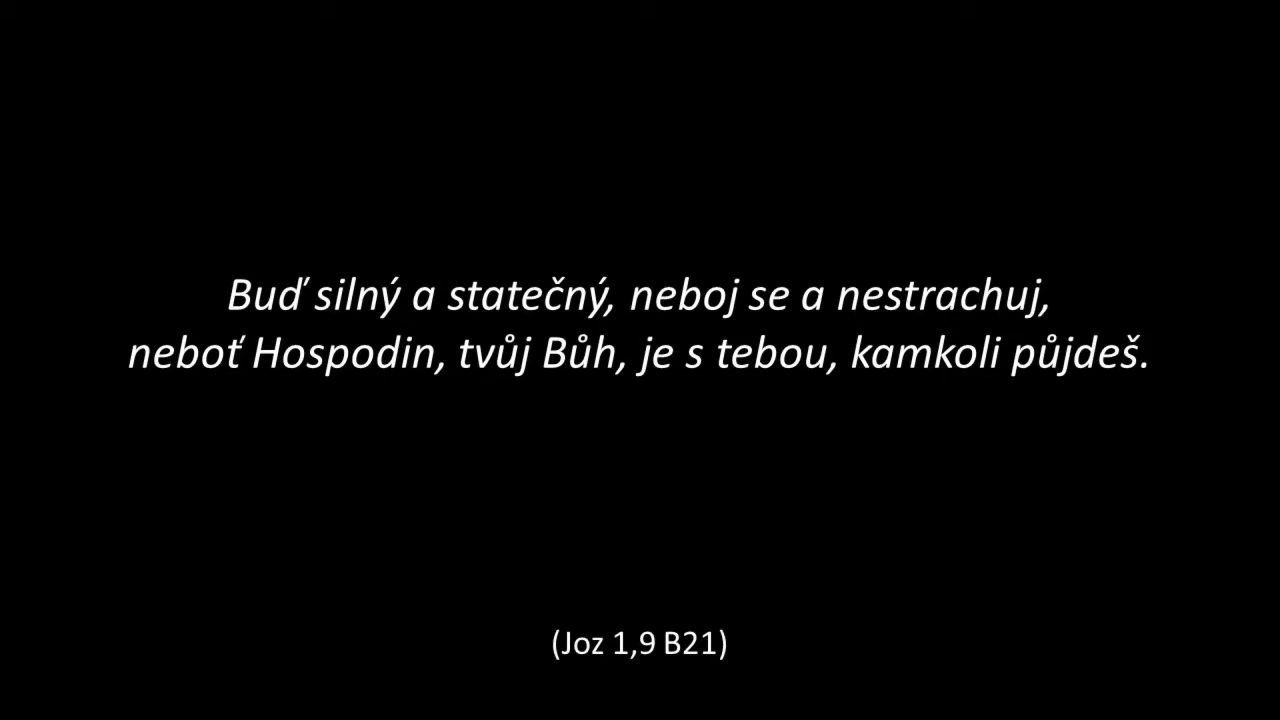 Buď silný a statečný, neboj se a nestrachuj,
neboť Hospodin, tvůj Bůh, je s tebou, kamkoli půjdeš.
(Joz 1,9 B21)